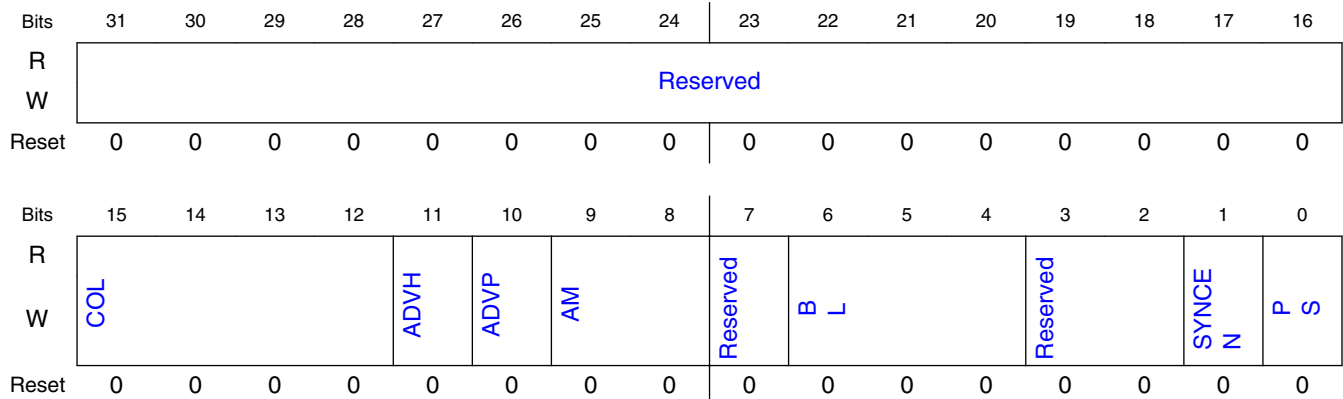 Bits 31 30 29 28 27 26 25 24 23 22 21 20 19 18 17 16
R
Reserved
W
Reset 0 0 0 0 0 0 0 0 0 0 0 0 0 0 0 0
Bits 15 14 13 12 11 10 9 8 7 6 5 4 3 2 1 0
R
COL ADVH ADVP AM Reserved B L Reserved SYNCE N P S
W
Reset 0 0 0 0 0 0 0 0 0 0 0 0 0 0 0 0